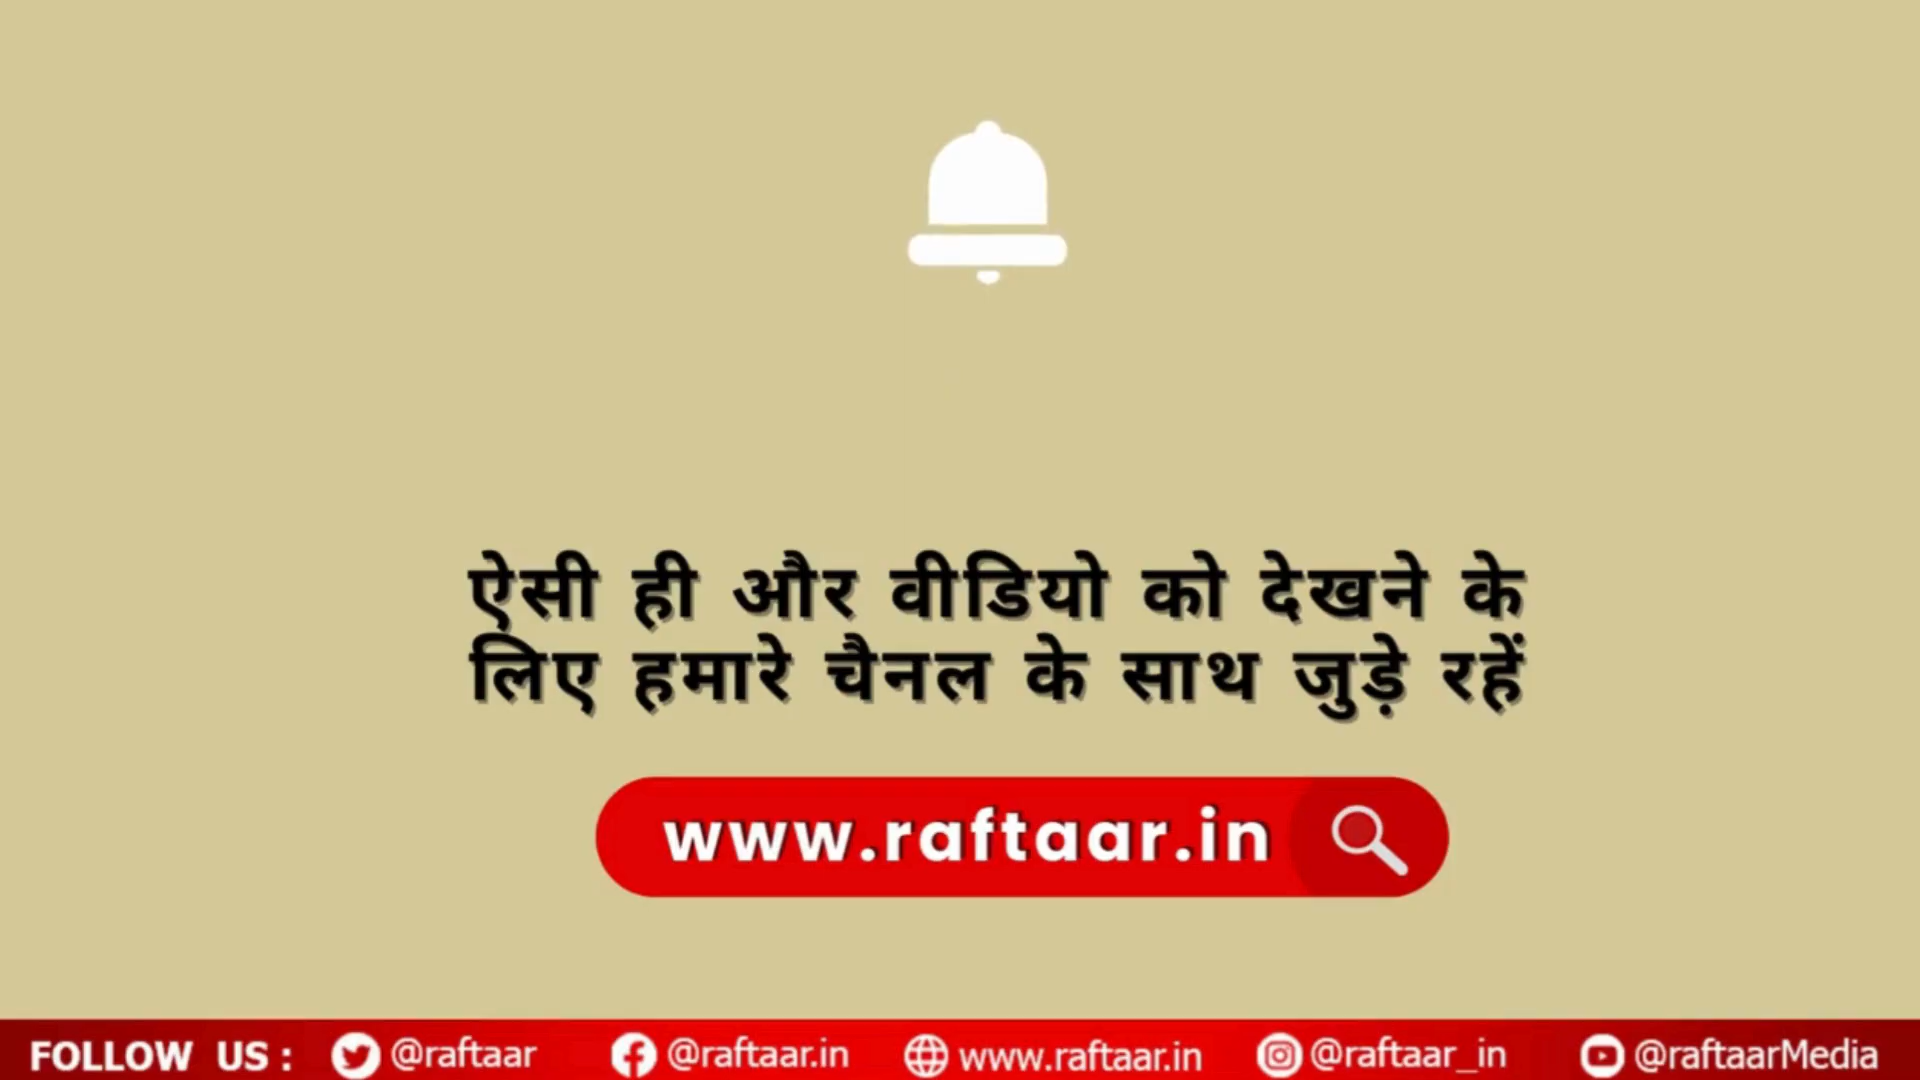 ऐसी ही और वीडियो को देखने के
लिए हमारे चैनल के साथ जुड़े रहें
www.raftaar.in
FOLLOW US : @raftaar @raftaar.in www.raftaar.in @raftaar_in @raftaarMedia